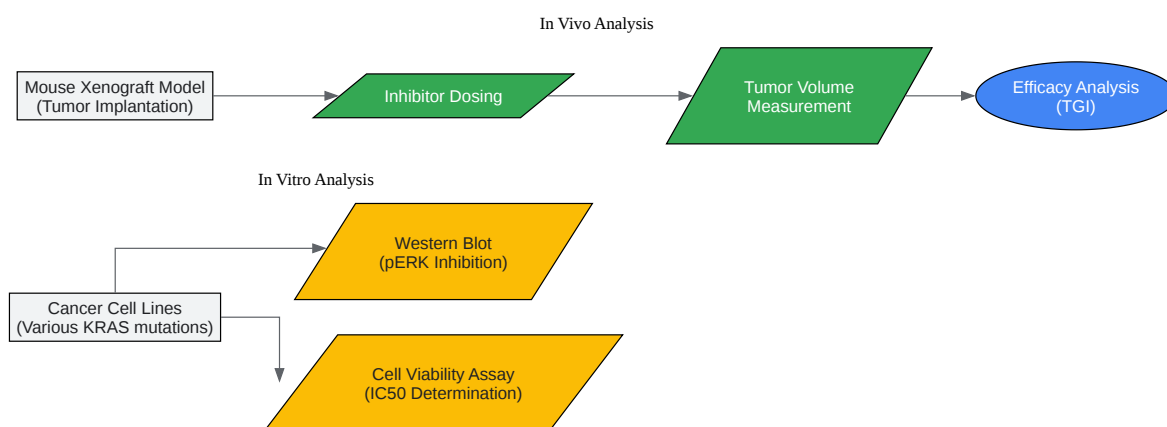 In Vivo Analysis
Mouse Xenograft Model
(Tumor Implantation)
Inhibitor Dosing
Tumor Volume
Measurement
Efficacy Analysis
(TGI)
In Vitro Analysis
Western Blot
(pERK Inhibition)
Cancer Cell Lines
(Various KRAS mutations)
Cell Viability Assay
(IC50 Determination)